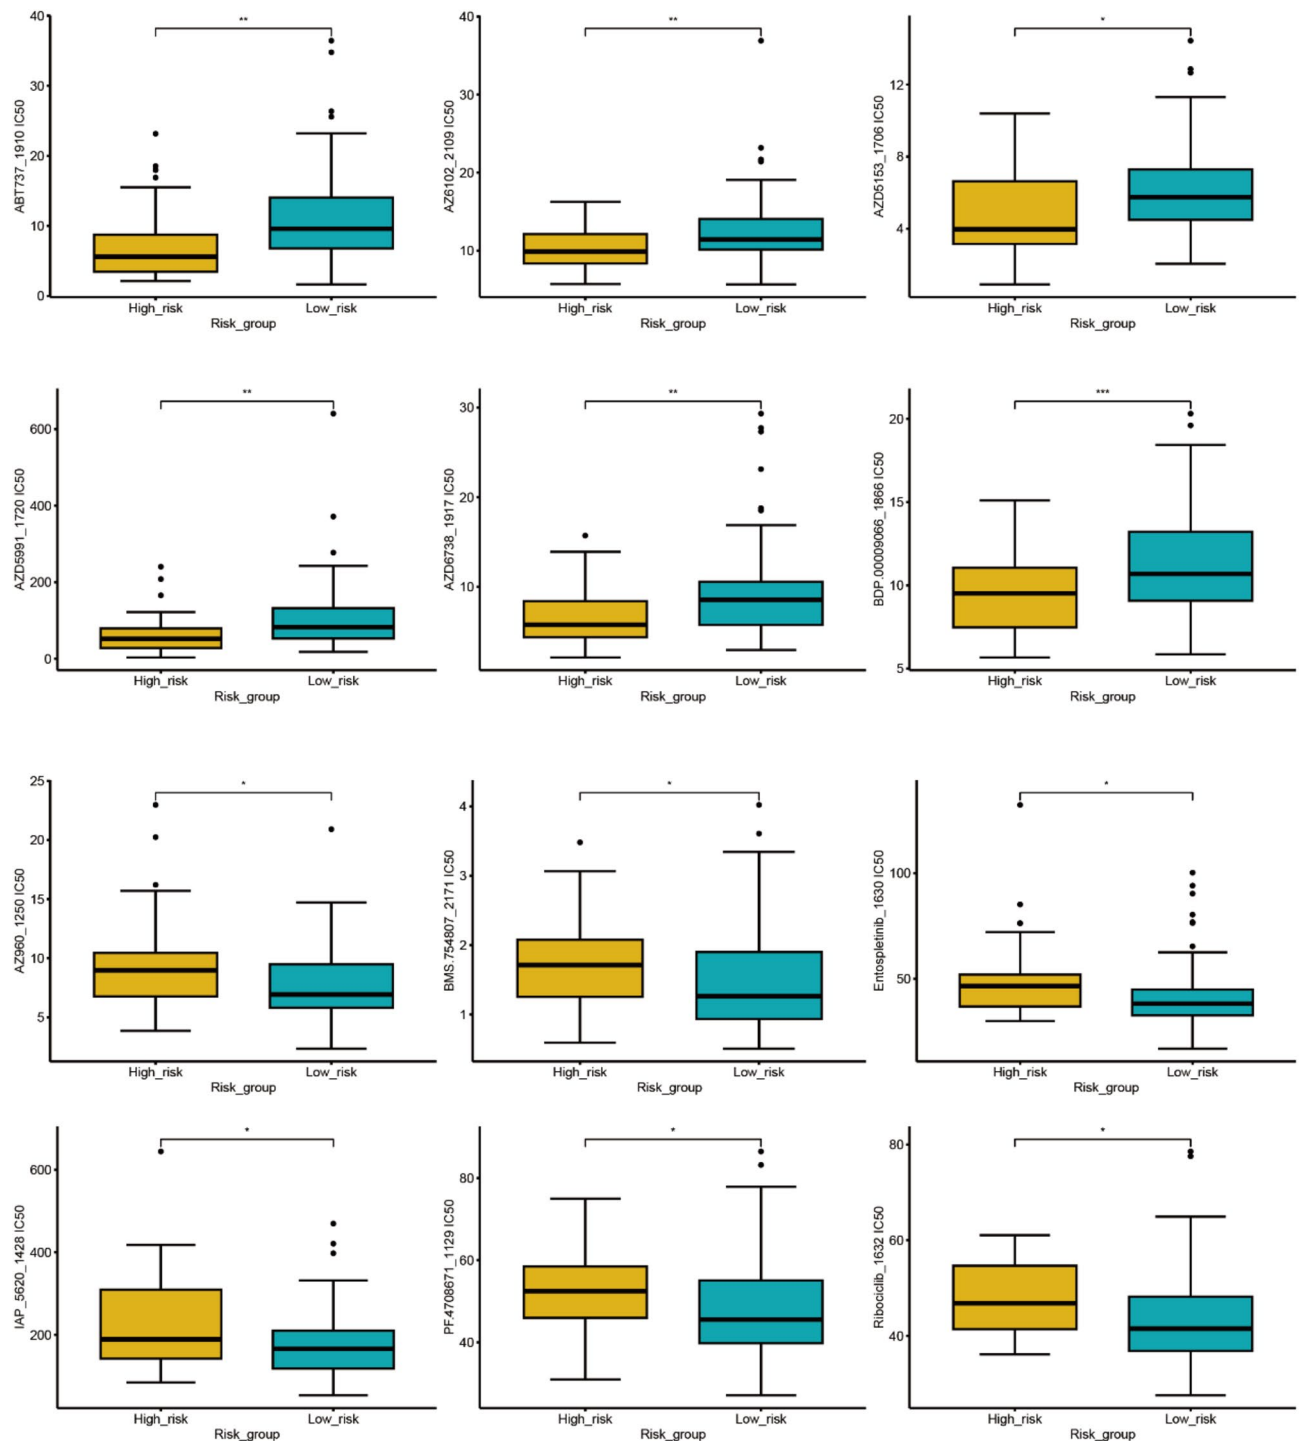 ABT737_1910 IC50
40
30
20
10
0
**
High_risk
Low_risk
Risk_group
AZ6102_2109 IC50
40
30
20
10
**
High_risk
Low_risk
Risk_group
AZD5153_1706 IC50
12
8
4
*
High_risk
Low_risk
Risk_group
AZD5991_1720 IC50
600
400
200
0
**
High_risk
Low_risk
Risk_group
AZD6738_1917 IC50
30
20
10
**
High_risk
Low_risk
Risk_group
BDP.00009066_1866 IC50
20
15
10
5
***
High_risk
Low_risk
Risk_group
AZ960_1250 IC50
25
20
15
10
5
*
High_risk
Low_risk
Risk_group
BMS.754807_2171 IC50
4
3
2
1
*
High_risk
Low_risk
Risk_group
Entospletinib_1630 IC50
100
50
*
High_risk
Low_risk
Risk_group
IAP_5620_1428 IC50
600
400
200
*
High_risk
Low_risk
Risk_group
PF.4708671_1129 IC50
80
60
40
*
High_risk
Low_risk
Risk_group
Ribociclib_1632 IC50
80
60
40
*
High_risk
Low_risk
Risk_group